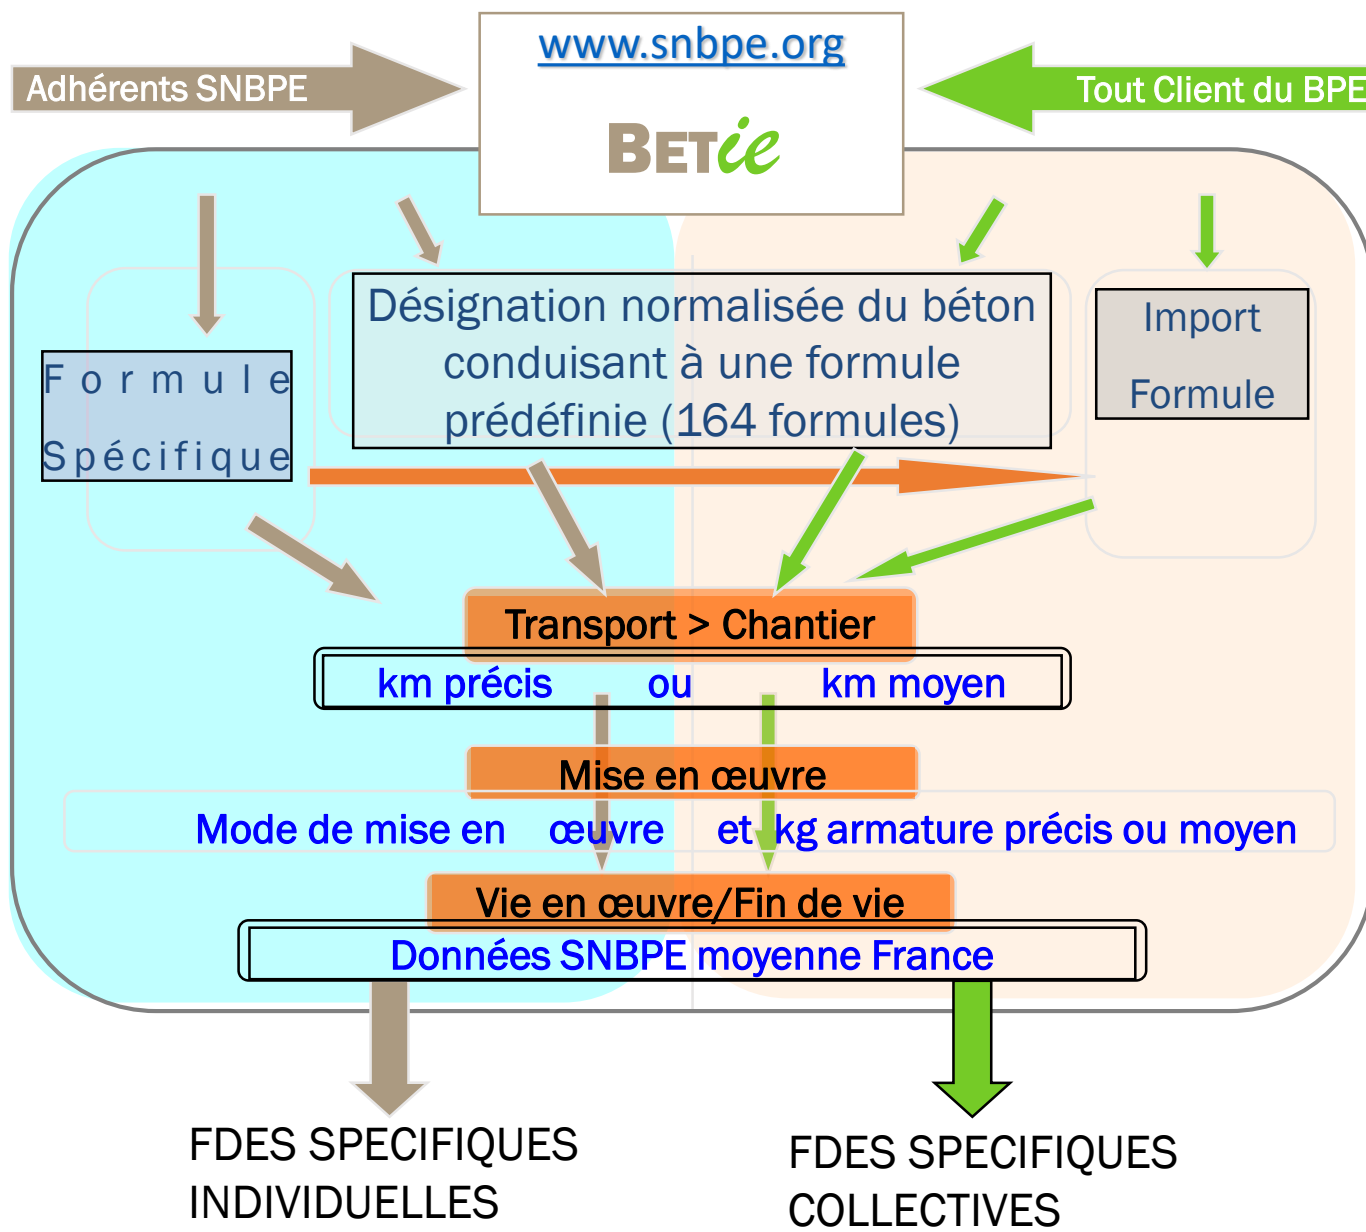 www.snbpe.org
Adhérents SNBPE
Tout Client du BPE
BETie
Désignation normalisée du béton
conduisant à une formule
prédéfinie (164 formules)
Import
Formule
Formule
Spécifique
Transport > Chantier
km précis ou km moyen
Mise en œuvre
Mode de mise en œuvre et kg armature précis ou moyen
Vie en œuvre/Fin de vie
Données SNBPE moyenne France
FDES SPECIFIQUES
INDIVIDUELLES
FDES SPECIFIQUES
COLLECTIVES